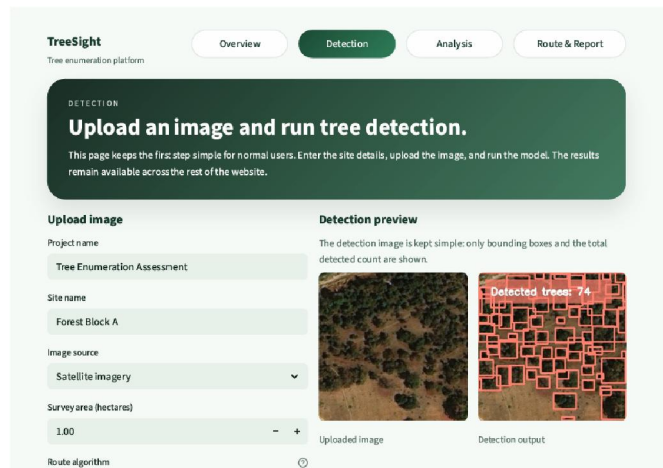 TreeSight
Tree enumeration platform
Overview
Detection
Analysis
Route & Report
DETECTION
Upload an image and run tree detection.
This page keeps the first step simple for normal users. Enter the site details, upload the image, and run the model. The results
remain available across the rest of the website.
Upload image
Project name
Tree Enumeration Assessment
Site name
Forest Block A
Image source
Satellite imagery
Survey area (hectares)
1.00
− +
Route algorithm
?
Detection preview
The detection image is kept simple: only bounding boxes and the total
detected count are shown.
Detected trees: 74
Uploaded image
Detection output